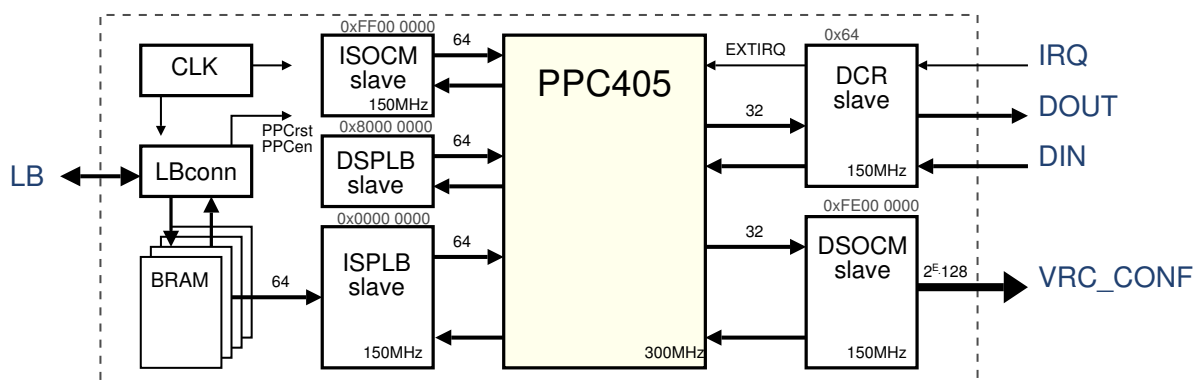 0xFF00 0000
64
0x64
CLK
ISOCM
slave
150MHz
PPC405
EXTIRQ
DCR
slave
IRQ
DOUT
32
PPCrst
PPCen
0x8000 0000
64
LB
LBconn
DSPLB
slave
150MHz
DIN
0x0000 0000
0xFE00 0000
64
32
BRAM
64
ISPLB
slave
DSOCM
slave
2^E.128
VRC_CONF
150MHz
300MHz
150MHz